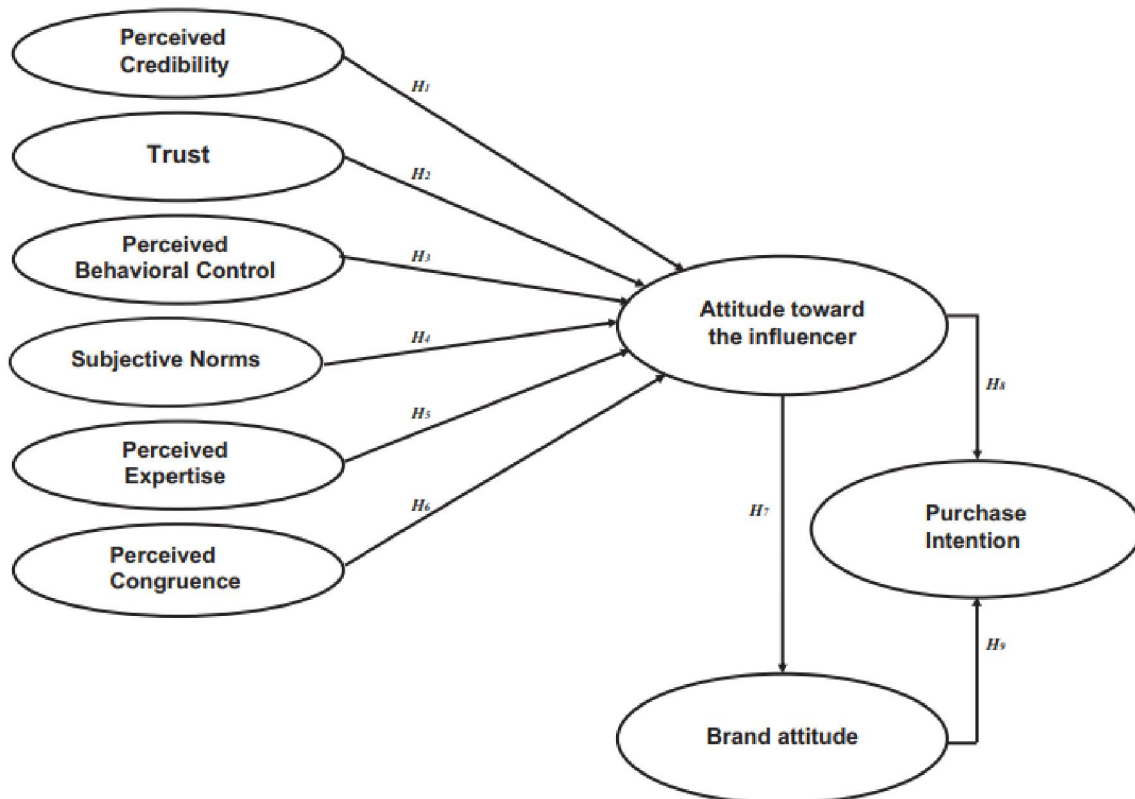 Perceived
Credibility
H1
Trust
H2
Perceived
Behavioral Control
H3
Subjective Norms
H4
Perceived
Expertise
H5
Perceived
Congruence
H6
Attitude toward
the influencer
H8
H7
Purchase
Intention
H9
Brand attitude